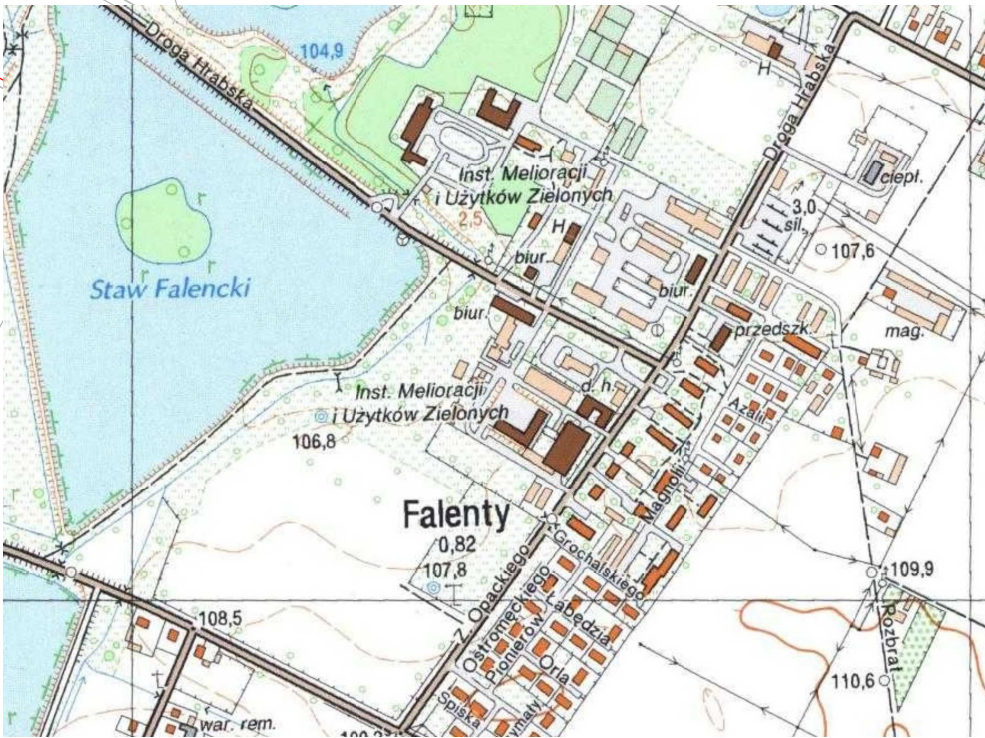 Droga Hrabska
104,9
H
Droga Hrabska
ciepł.
Inst. Melioracji
i Użytków Zielonych
2,5
3,0
sil.
107,6
H
biur.
Staw Falencki
biur.
biur.
przedszk.
mag.
d. h.
Inst. Melioracji
i Użytków Zielonych
Azalii
106,8
Magnolii
Falenty
0,82
107,8
Grochalskiego
109,9
Z. Opackiego
Ostromęckiego
Łabędzia
Pionierów
Rozbrat
108,5
Orla
110,6
Spiska
war. rem.